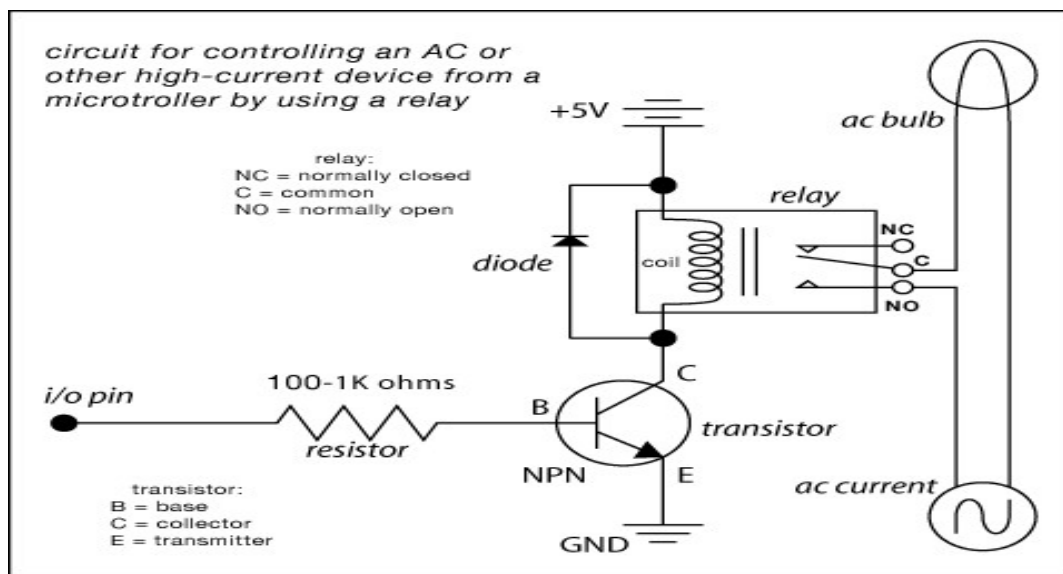 circuit for controlling an AC or
other high-current device from a
microtroller by using a relay
+5V
ac bulb
relay:
NC = normally closed
C = common
NO = normally open
relay
NC
C
NO
diode
coil
100-1K ohms
C
i/o pin
B
resistor
transistor
NPN
E
transistor:
B = base
C = collector
E = transmitter
ac current
GND